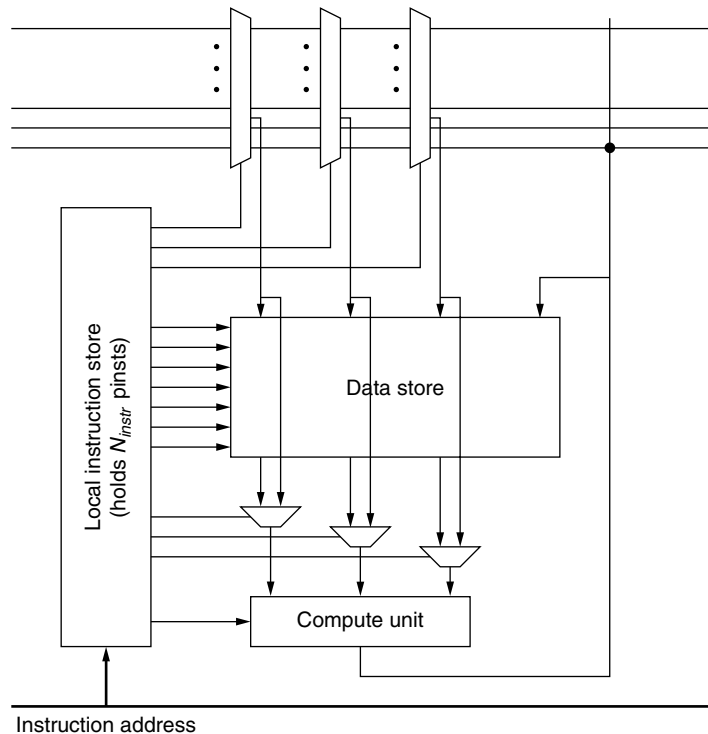 Local instruction store
(holds N_instr pinsts)
Data store
Compute unit
Instruction address